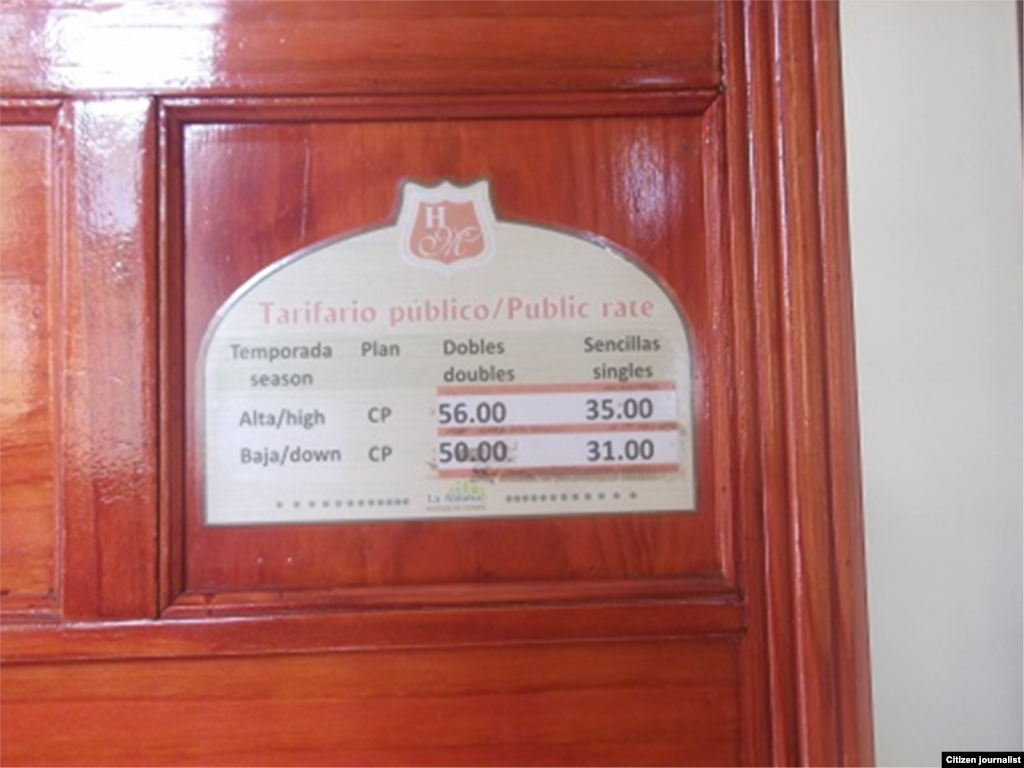 H
M
Tarifario público/Public rate
Temporada Plan Dobles Sencillas
season doubles singles
Alta/high CP 56.00 35.00
Baja/down CP 50.00 31.00
La
Citizen journalist